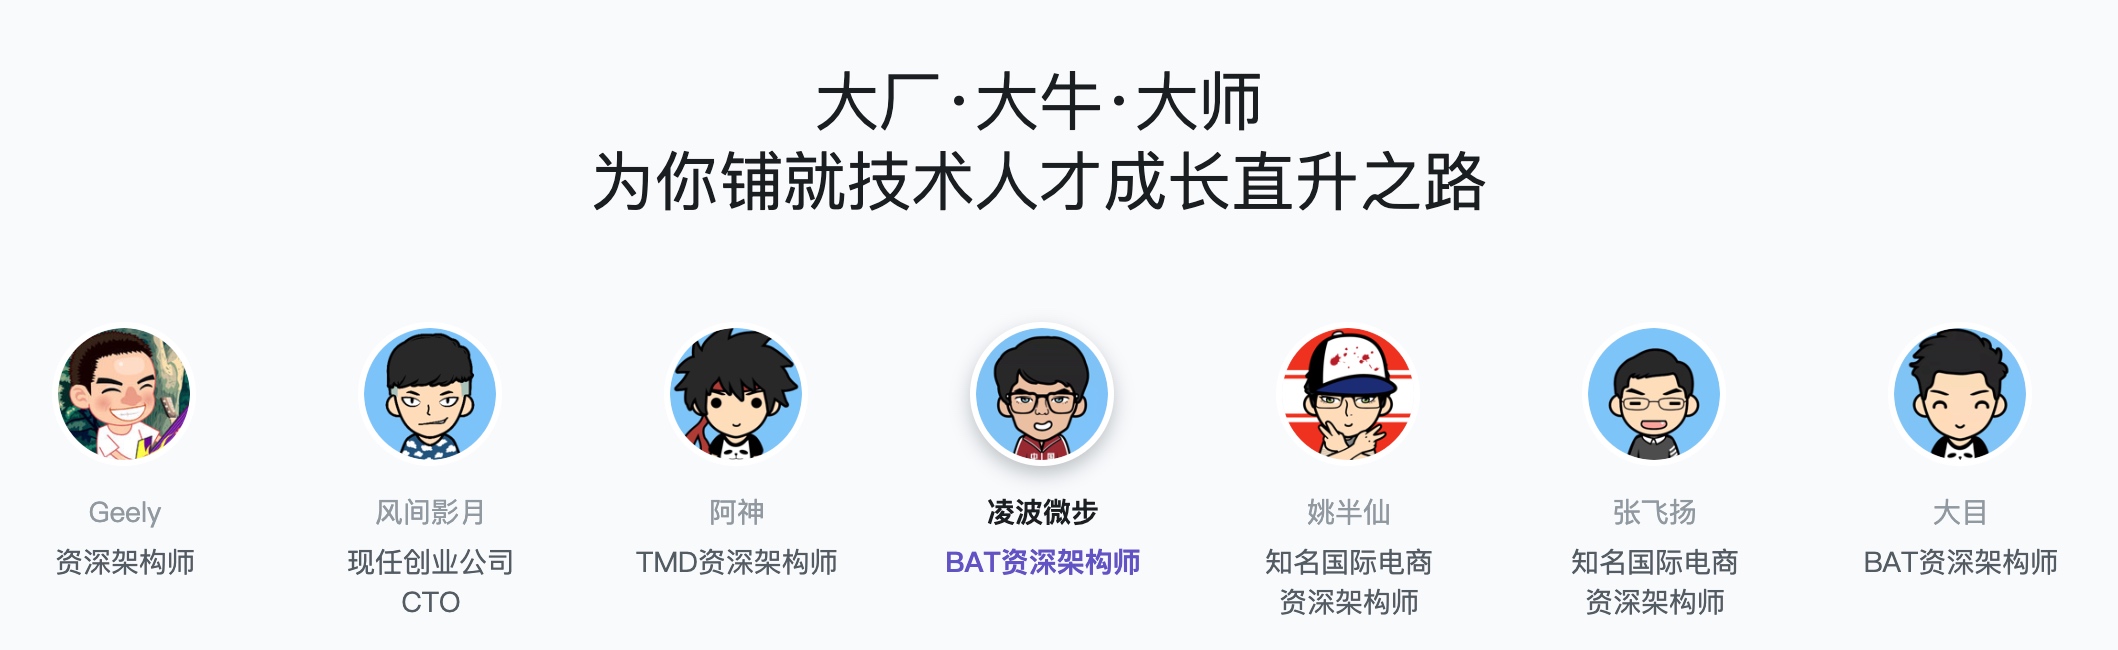 大厂·大牛·大师
为你铺就技术人才成长直升之路
Geely
资深架构师
风间影月
现任创业公司
CTO
阿神
TMD资深架构师
凌波微步
BAT资深架构师
姚半仙
知名国际电商
资深架构师
张飞扬
知名国际电商
资深架构师
大目
BAT资深架构师